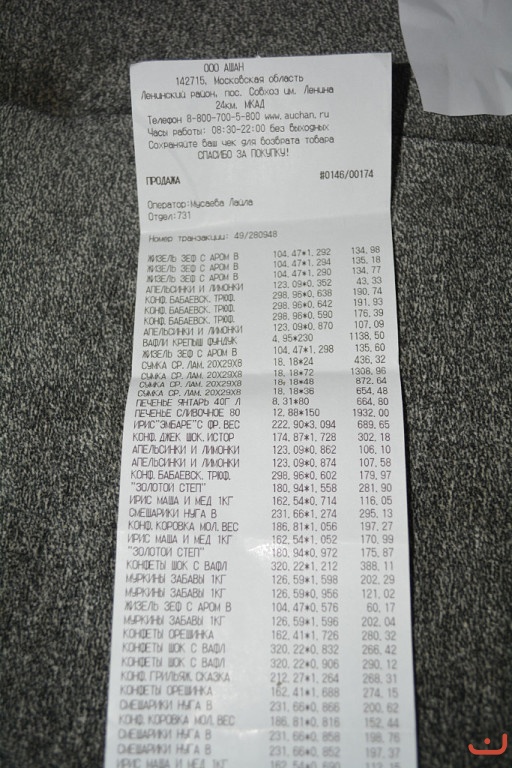 ООО АШАН
142715, Московская область
Ленинский район, пос. Совхоз им. Ленина
24км. МКАД
Телефон 8-800-700-5-800 www.auchan.ru
Часы работы: 08:30-22:00 без выходных
Сохраняйте ваш чек для возврата товара
СПАСИБО ЗА ПОКУПКУ!
ПРОДАЖА #0146/00174
Оператор:Мусаева Лейла
Отдел:731
Номер транзакции: 49/280948
ЖИЗЕЛЬ ЗЕФ С АРОМ В 104,47*1,292 134,98
ЖИЗЕЛЬ ЗЕФ С АРОМ В 104,47*1,294 135,18
ЖИЗЕЛЬ ЗЕФ С АРОМ В 104,47*1,290 134,77
АПЕЛЬСИНКИ И ЛИМОНКИ 123,09*0,352 43,33
КОНФ. БАБАЕВСК. ТРЮФ. 298,96*0,638 190,74
КОНФ. БАБАЕВСК. ТРЮФ. 298,96*0,642 191,93
КОНФ. БАБАЕВСК. ТРЮФ. 298,96*0,590 176,39
АПЕЛЬСИНКИ И ЛИМОНКИ 123,09*0,870 107,09
ВАФЛИ КРЕПЫШ ФУНДУК 4,95*230 1138,50
ЖИЗЕЛЬ ЗЕФ С АРОМ В 104,47*1,298 135,60
СУМКА СР. ЛАМ. 20X29X8 18,18*24 436,32
СУМКА СР. ЛАМ. 20X29X8 18,18*72 1308,96
СУМКА СР. ЛАМ. 20X29X8 18,18*48 872,64
СУМКА СР. ЛАМ. 20X29X8 18,18*36 654,48
ПЕЧЕНЬЕ ЯНТАРЬ 40Г Л 8,31*80 664,80
ПЕЧЕНЬЕ СЛИВОЧНОЕ 80 12,88*150 1932,00
ИРИС"ЭМБАРЕ"С ФР. ВЕС 222,90*3,094 689,65
КОНФ. ДЖЕК ШОК. ИСТОР 174,87*1,728 302,18
АПЕЛЬСИНКИ И ЛИМОНКИ 123,09*0,862 106,10
АПЕЛЬСИНКИ И ЛИМОНКИ 123,09*0,874 107,58
КОНФ. БАБАЕВСК. ТРЮФ. 298,96*0,602 179,97
"ЗОЛОТОЙ СТЕП" 180,94*1,558 281,90
ИРИС МАША И МЕД 1КГ 162,54*0,714 116,05
СМЕШАРИКИ НУГА В 231,66*1,274 295,13
КОНФ. КОРОВКА МОЛ. ВЕС 186,81*1,056 197,27
ИРИС МАША И МЕД 1КГ 162,54*1,052 170,99
"ЗОЛОТОЙ СТЕП" 180,94*0,972 175,87
КОНФЕТЫ ШОК С ВАФЛ 320,22*1,212 388,11
МУРКИНЫ ЗАБАВЫ 1КГ 126,59*1,598 202,29
МУРКИНЫ ЗАБАВЫ 1КГ 126,59*0,956 121,02
ЖИЗЕЛЬ ЗЕФ С АРОМ В 104,47*0,576 60,17
МУРКИНЫ ЗАБАВЫ 1КГ 126,59*1,596 202,04
КОНФЕТЫ ОРЕШИНКА 162,41*1,726 280,32
КОНФЕТЫ ШОК С ВАФЛ 320,22*0,832 266,42
КОНФЕТЫ ШОК С ВАФЛ 320,22*0,906 290,12
КОНФ. ГРИЛЬЯЖ. СКАЗКА 212,27*1,264 268,31
КОНФЕТЫ ОРЕШИНКА 162,41*1,688 274,15
СМЕШАРИКИ НУГА В 231,66*0,866 200,62
КОНФ. КОРОВКА МОЛ. ВЕС 186,81*0,816 152,44
СМЕШАРИКИ НУГА В 231,66*0,858 198,76
СМЕШАРИКИ НУГА В 231,66*0,852 197,37